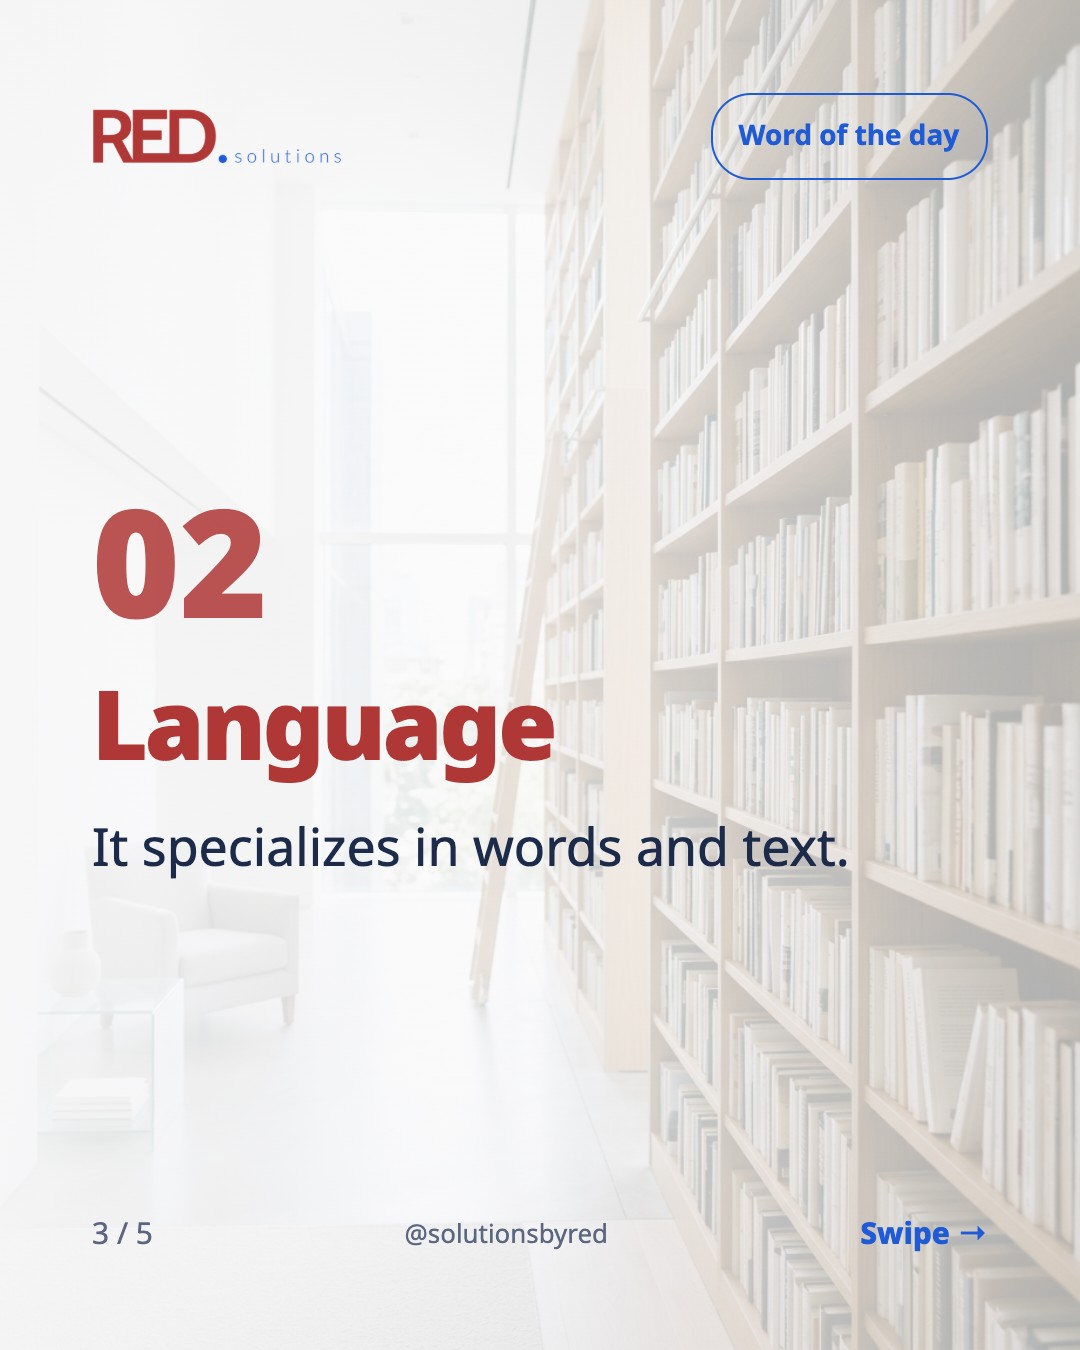 RED.solutions
Word of the day
02
Language
It specializes in words and text.
3 / 5
@solutionsbyred
Swipe →